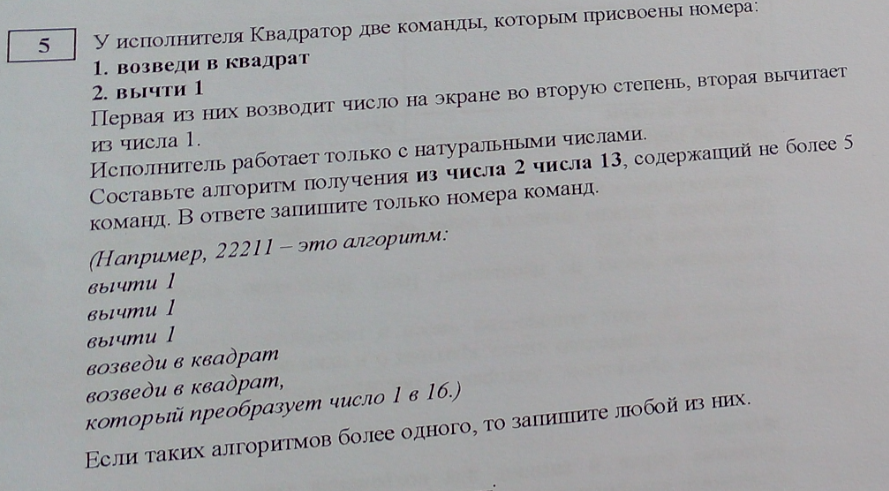 5
У исполнителя Квадратор две команды, которым присвоены номера:
1. возведи в квадрат
2. вычти 1
Первая из них возводит число на экране во вторую степень, вторая вычитает
из числа 1.
Исполнитель работает только с натуральными числами.
Составьте алгоритм получения из числа 2 числа 13, содержащий не более 5
команд. В ответе запишите только номера команд.
(Например, 22211 – это алгоритм:
вычти 1
вычти 1
вычти 1
возведи в квадрат
возведи в квадрат,
который преобразует число 1 в 16.)
Если таких алгоритмов более одного, то запишите любой из них.